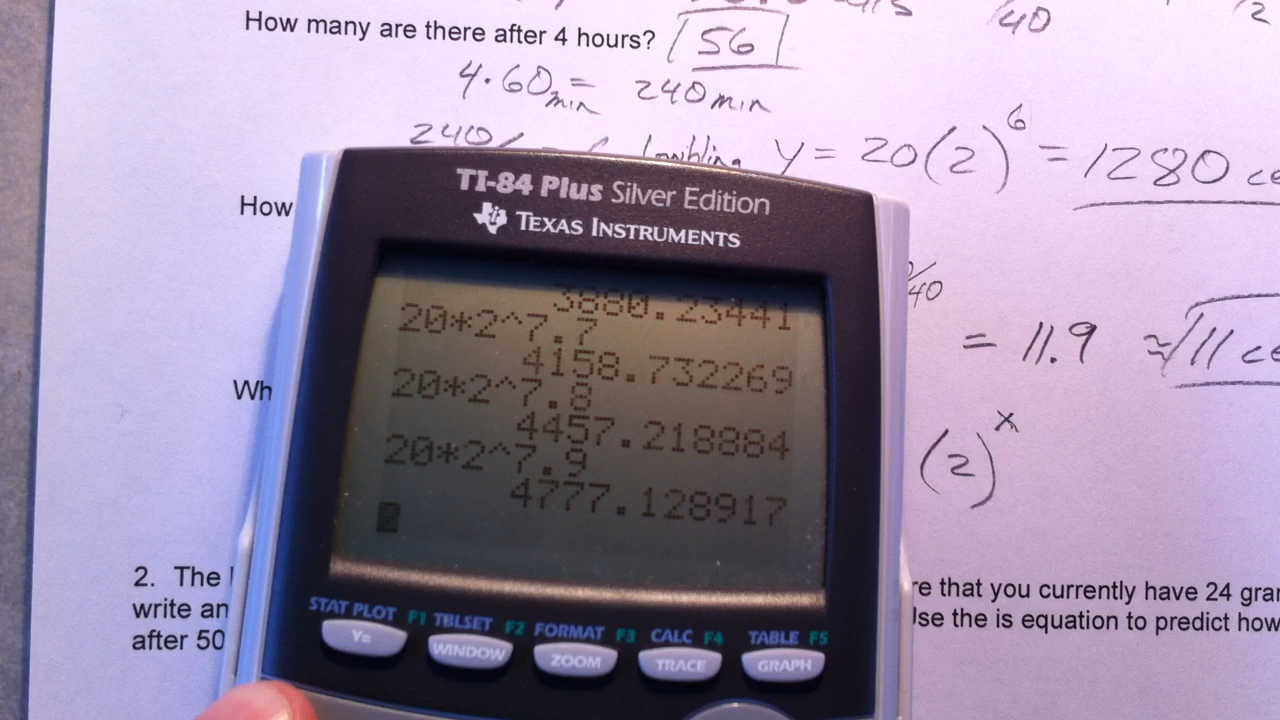 40
How many are there after 4 hours? 56
4·60min = 240min
240/ y = 20(2)^6 = 1280
How
/40
= 11.9 ≈ 11
Wh
(2)^x
TI-84 Plus Silver Edition
TEXAS INSTRUMENTS
3880.23441
20*2^7.7
4158.732269
20*2^7.8
4457.218884
20*2^7.9
4777.128917
2. The re that you currently have 24 gra
write an se the is equation to predict how
after 50
STAT PLOT F1 TBLSET F2 FORMAT F3 CALC F4 TABLE F5
Y= WINDOW ZOOM TRACE GRAPH